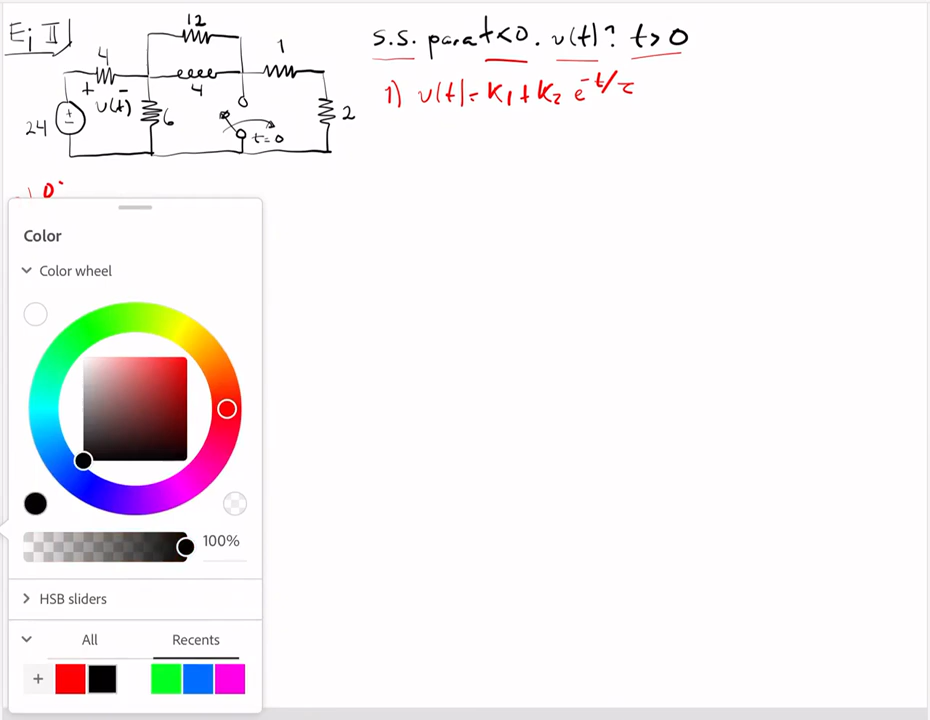 Ej II
12
4
1
+ - 
v(t)
4
6
24
t=0
2
s.s. para t<0. v(t)? t>0
1) v(t)= K1 + K2 e^-t/τ
0-
Color
Color wheel
100%
HSB sliders
All
Recents
+